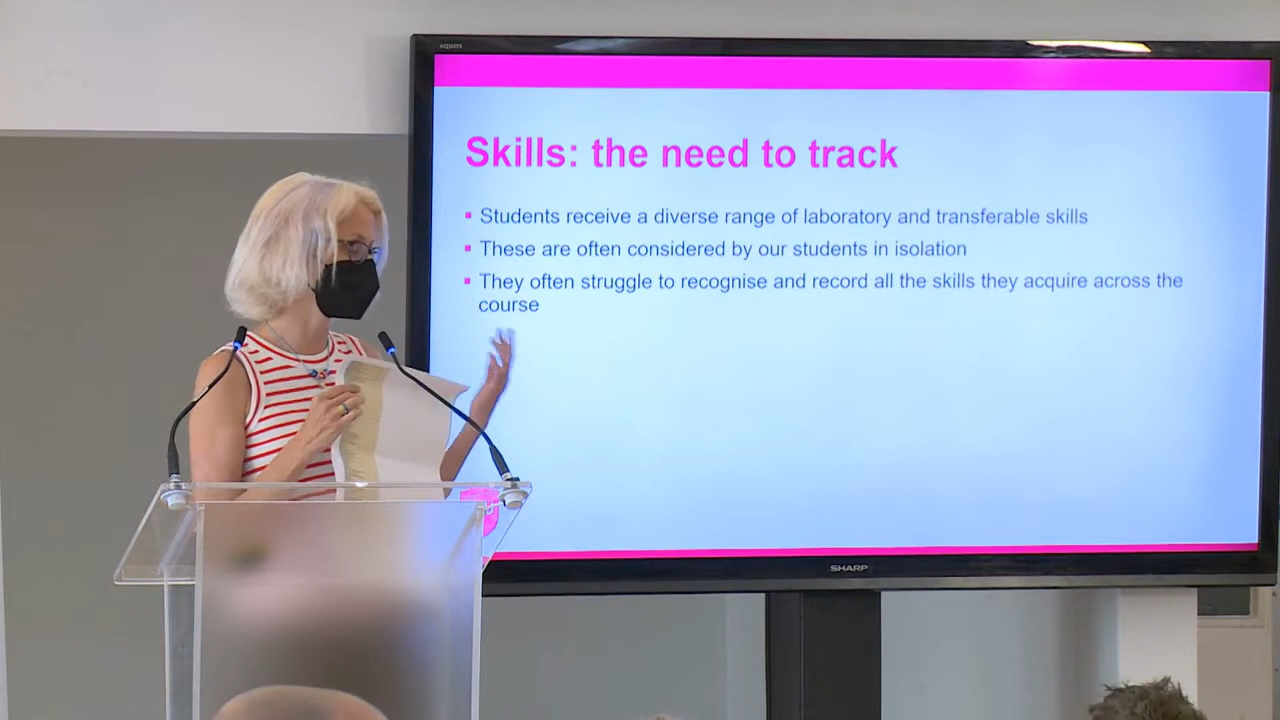 AQUOS
Skills: the need to track
▪ Students receive a diverse range of laboratory and transferable skills
▪ These are often considered by our students in isolation
▪ They often struggle to recognise and record all the skills they acquire across the
course
SHARP